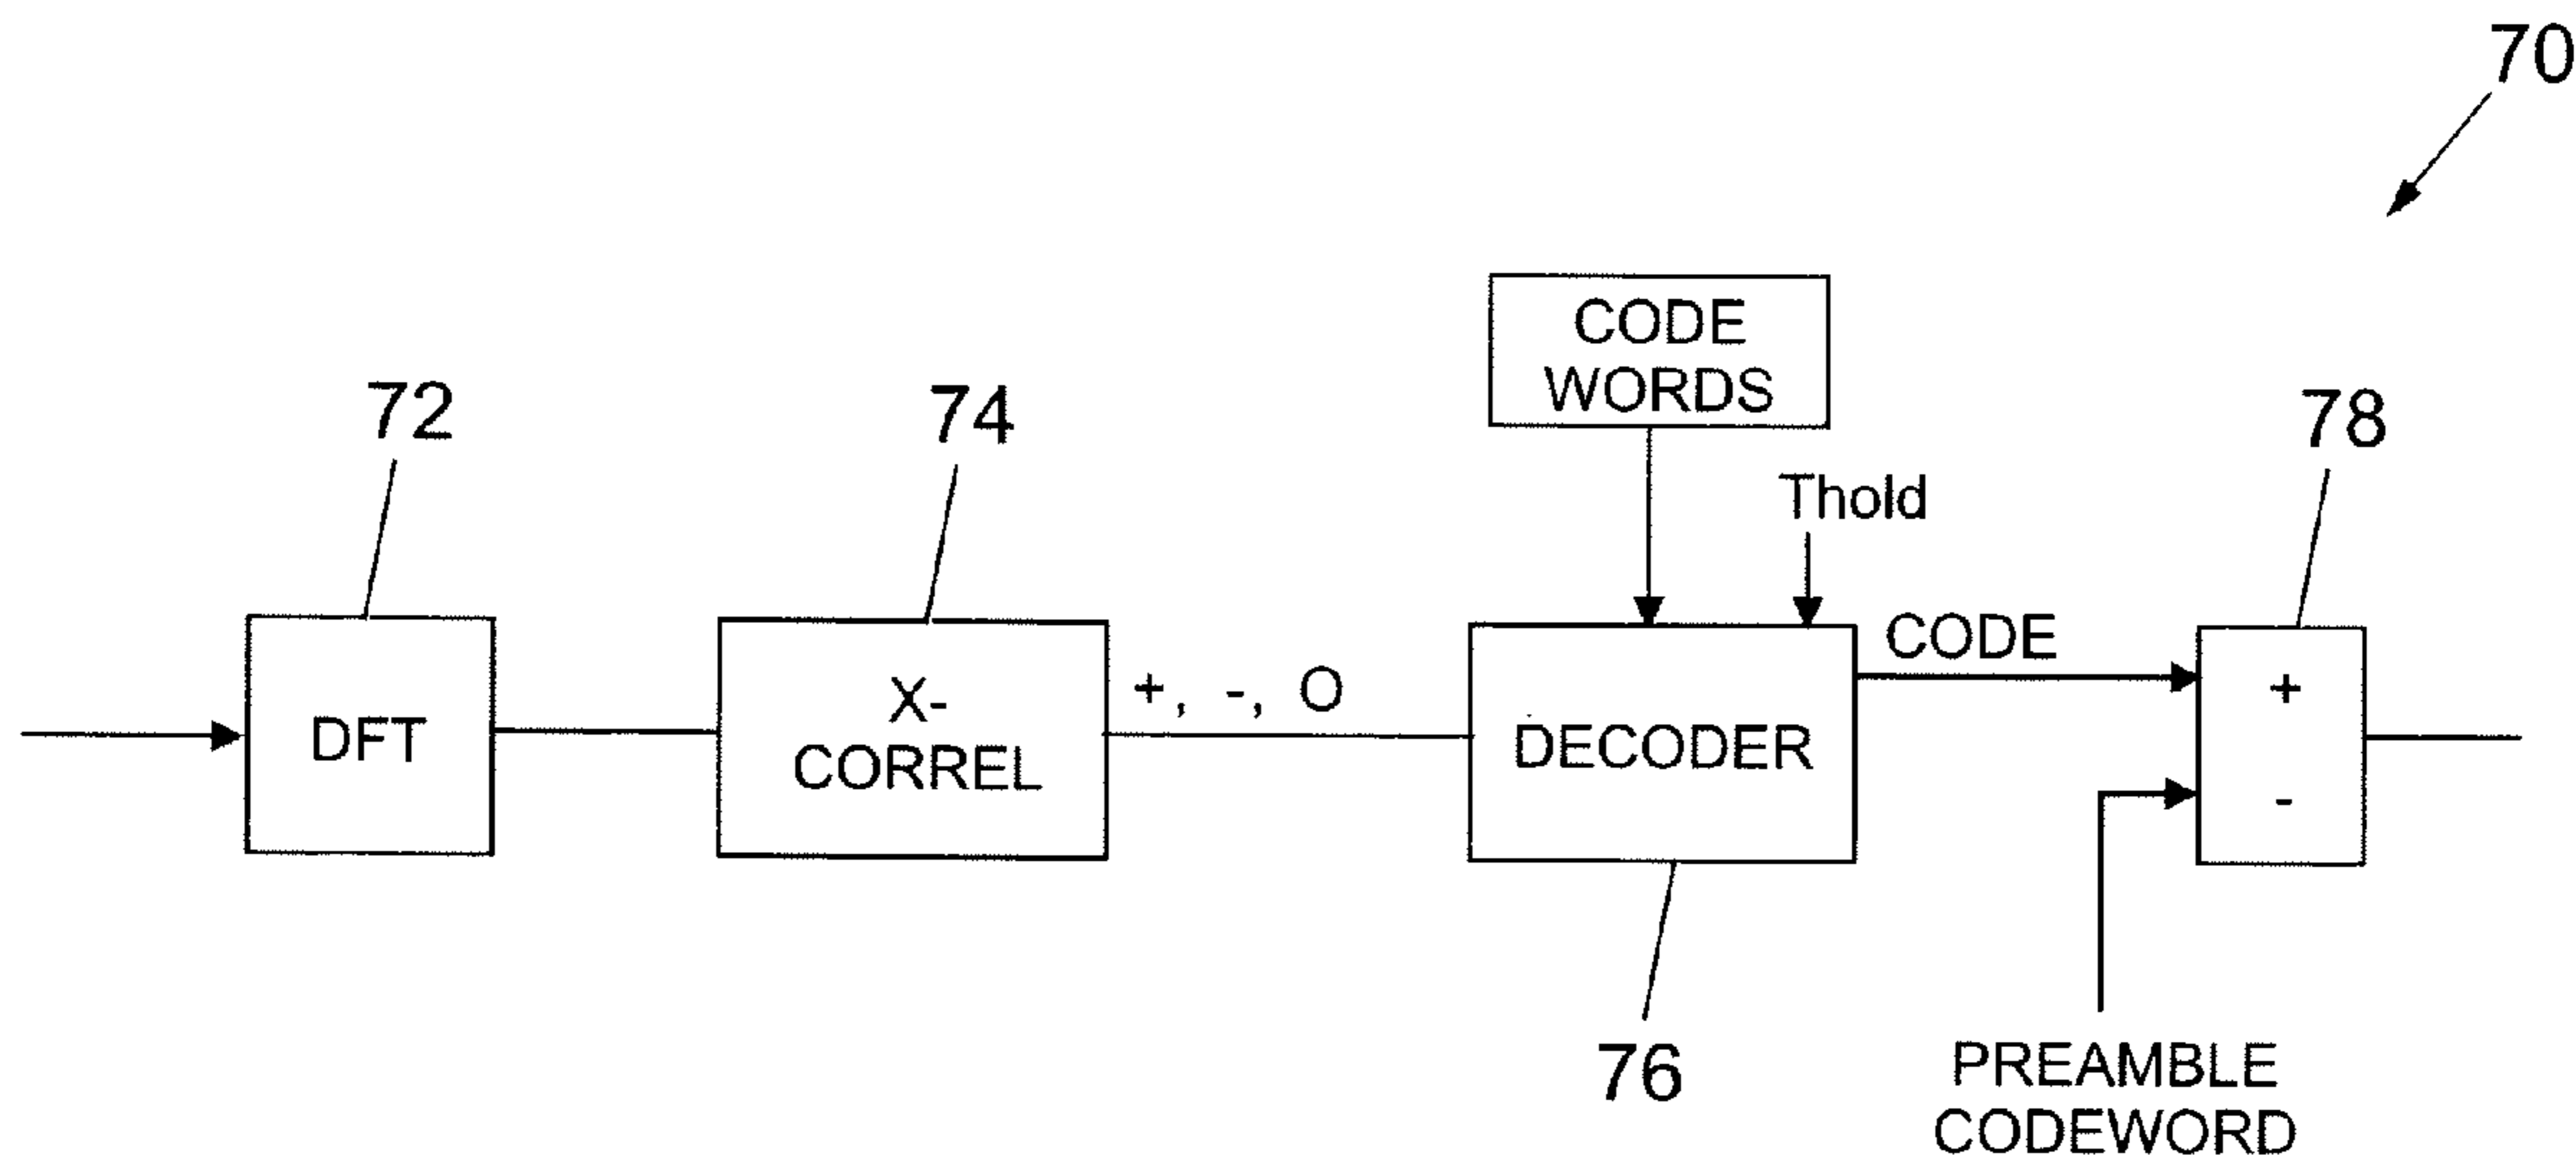 70
CODE
WORDS
72
74
78
Thold
CODE
X-
CORREL
+, -, O
+
DFT
DECODER
-
76
PREAMBLE
CODEWORD